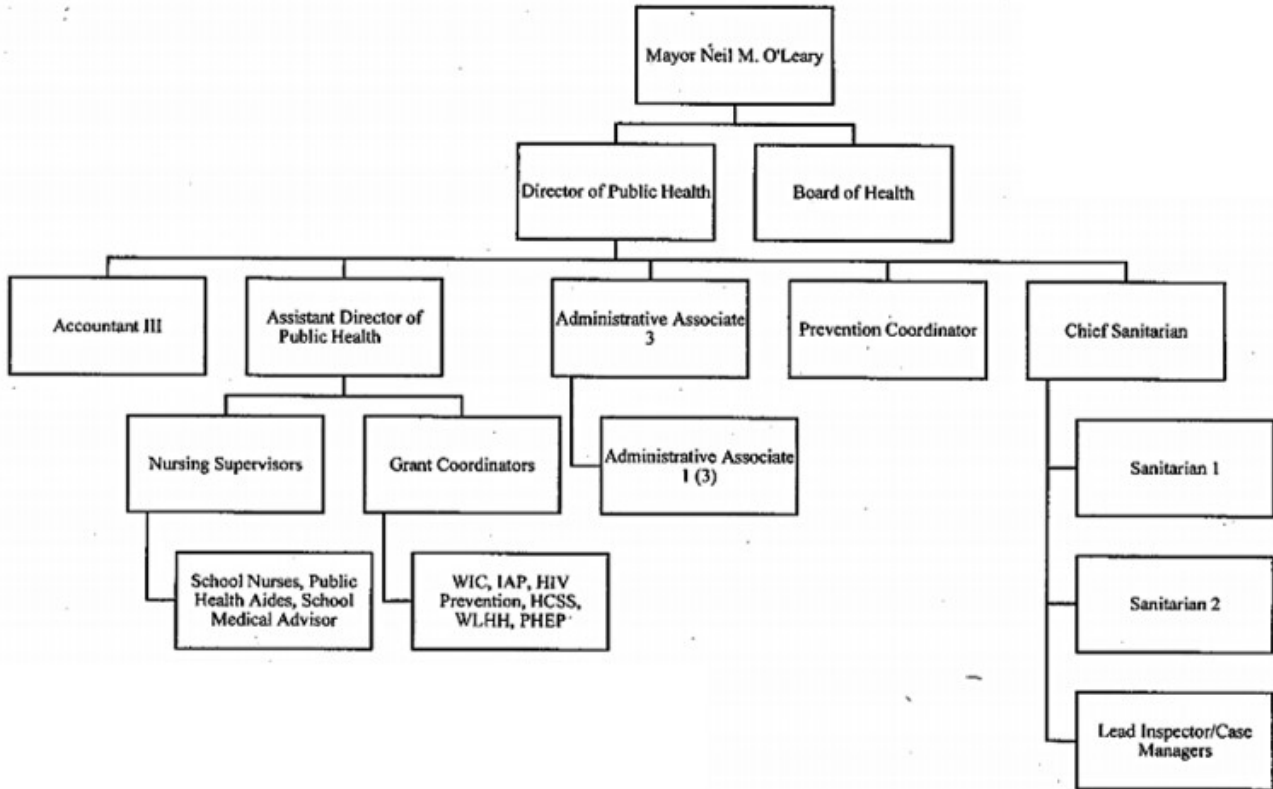 Mayor Neil M. O'Leary
Director of Public Health
Board of Health
Accountant III
Assistant Director of
Public Health
Administrative Associate
3
Prevention Coordinator
Chief Sanitarian
Nursing Supervisors
Grant Coordinators
Administrative Associate
1 (3)
Sanitarian 1
School Nurses, Public
Health Aides, School
Medical Advisor
WIC, IAP, HIV
Prevention, HCSS,
WLHH, PHEP
Sanitarian 2
Lead Inspector/Case
Managers